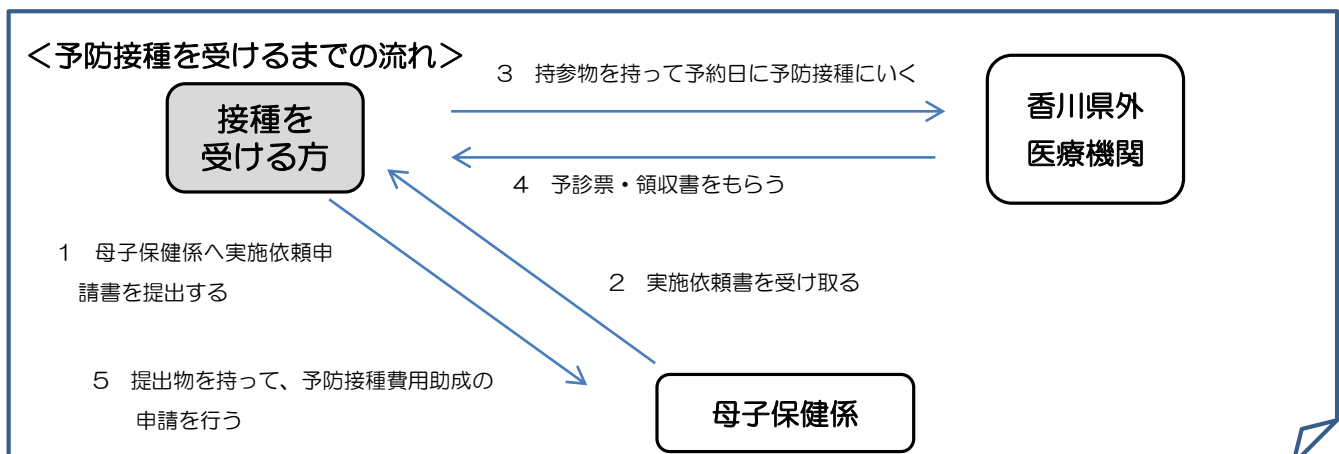 ＜予防接種を受けるまでの流れ＞
接種を
受ける方
３　持参物を持って予約日に予防接種にいく
香川県外
医療機関
４　予診票・領収書をもらう
１　母子保健係へ実施依頼申
請書を提出する
２　実施依頼書を受け取る
５　提出物を持って、予防接種費用助成の
申請を行う
母子保健係